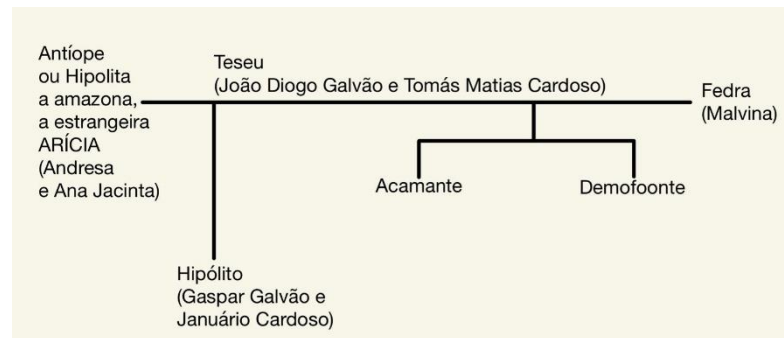 Antíope
ou Hipolita
a amazona,
a estrangeira
ARÍCIA
(Andresa
e Ana Jacinta)
Teseu
(João Diogo Galvão e Tomás Matias Cardoso)
Fedra
(Malvina)
Acamante
Demofoonte
Hipólito
(Gaspar Galvão e
Januário Cardoso)